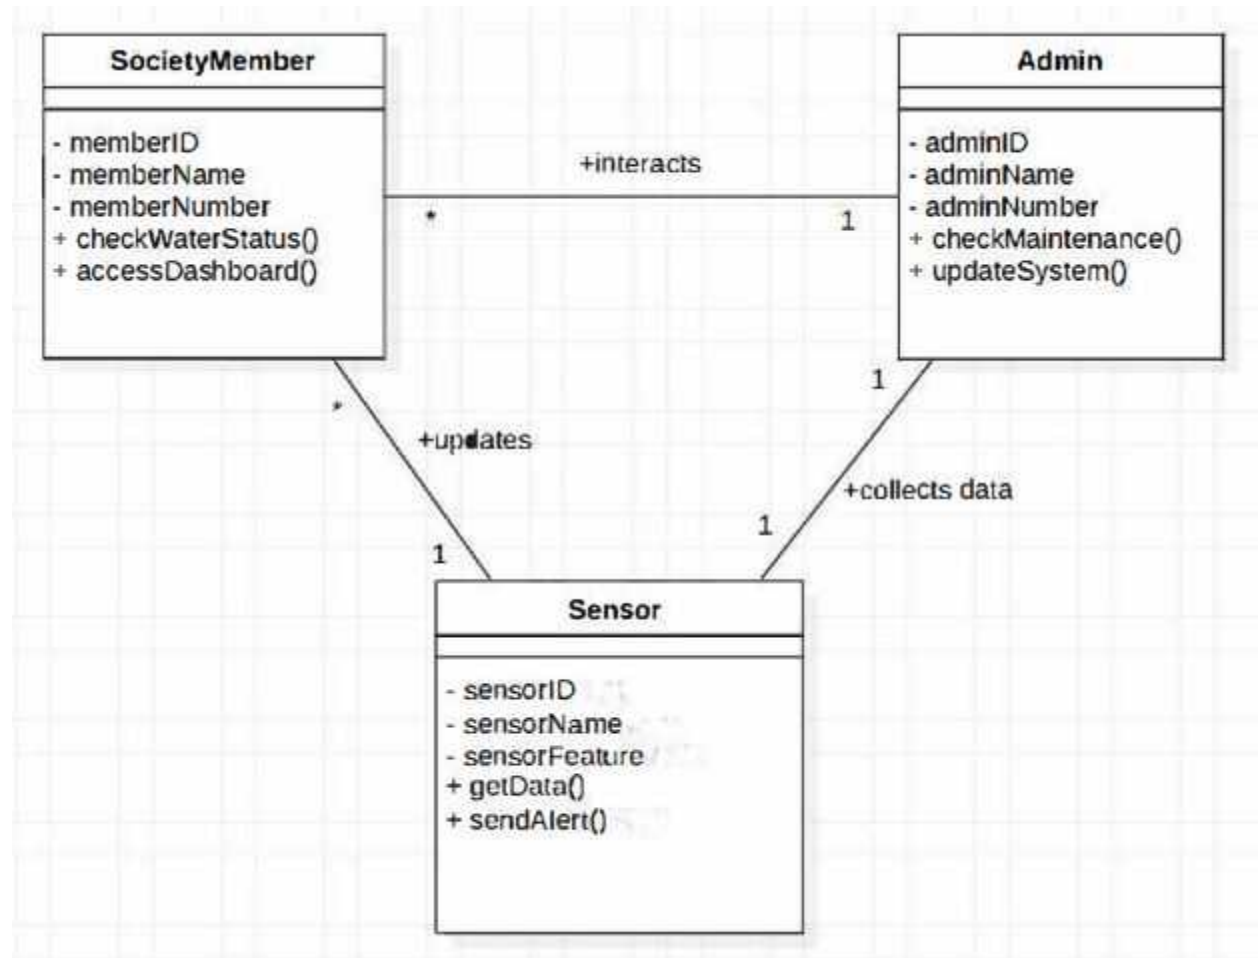 SocietyMember
- memberID
- memberName
- memberNumber
+ checkWaterStatus()
+ accessDashboard()
+interacts
*
1
Admin
- adminID
- adminName
- adminNumber
+ checkMaintenance()
+ updateSystem()
*
+updates
1
1
+collects data
1
Sensor
- sensorID
- sensorName
- sensorFeature
+ getData()
+ sendAlert()